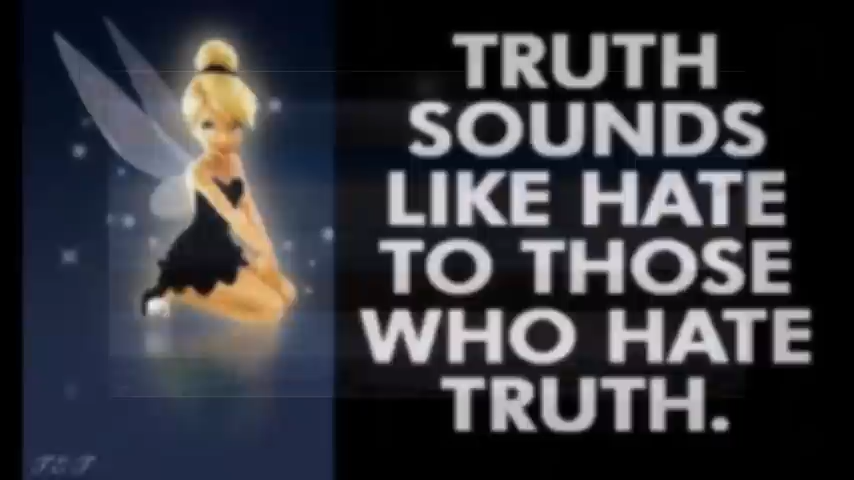 TRUTH
SOUNDS
LIKE HATE
TO THOSE
WHO HATE
TRUTH.